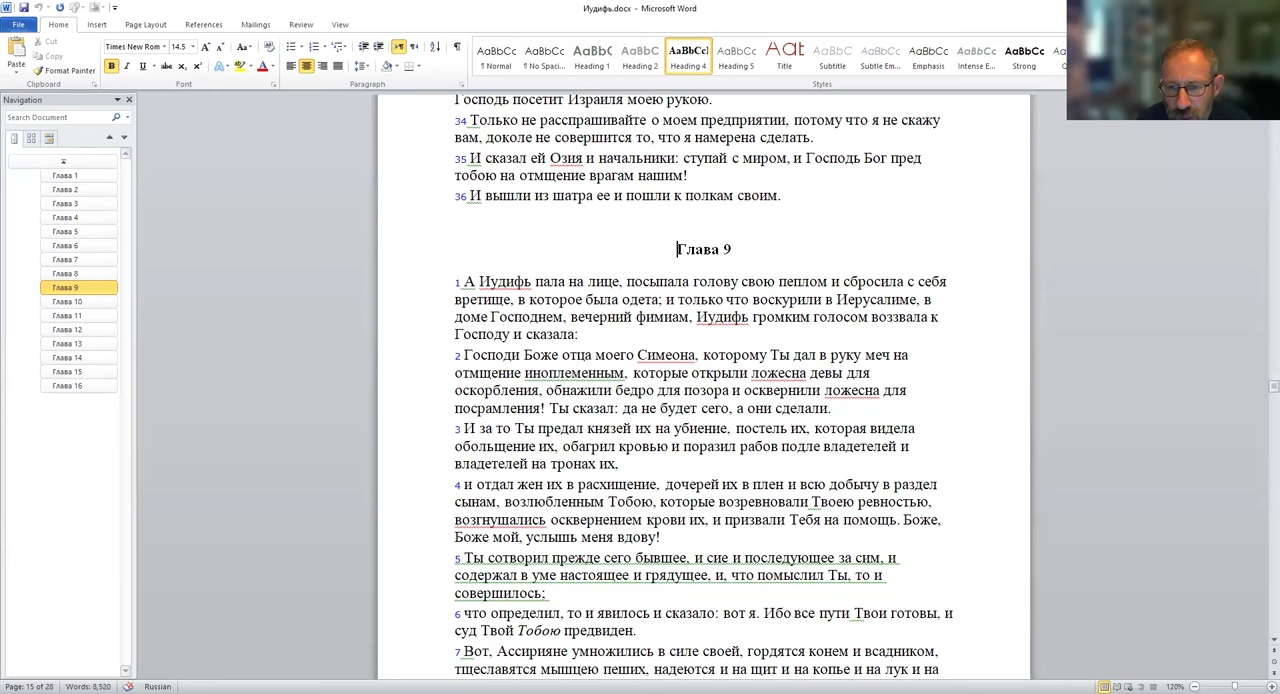 Иудифь.docx - Microsoft Word
File Home Insert Page Layout References Mailings Review View
Cut
Copy
Format Painter
Paste
Times New Rom 14.5
Clipboard Font Paragraph Styles
AaBbCc AaBbCc AaBbC AaBbCc AaBbCcI AaBbCc Aat AaBbCc AaBbCc AaBbCc AaBbCc AaBbCc
¶ Normal ¶ No Spaci... Heading 1 Heading 2 Heading 4 Heading 5 Title Subtitle Subtle Em... Emphasis Intense E... Strong
Navigation
Search Document
Глава 1
Глава 2
Глава 3
Глава 4
Глава 5
Глава 6
Глава 7
Глава 8
Глава 9
Глава 10
Глава 11
Глава 12
Глава 13
Глава 14
Глава 15
Глава 16
Господь посетит Израиля моею рукою.
34 Только не расспрашивайте о моем предприятии, потому что я не скажу
вам, доколе не совершится то, что я намерена сделать.
35 И сказал ей Озия и начальники: ступай с миром, и Господь Бог пред
тобою на отмщение врагам нашим!
36 И вышли из шатра ее и пошли к полкам своим.
Глава 9
1 А Иудифь пала на лице, посыпала голову свою пеплом и сбросила с себя
вретище, в которое была одета; и только что воскурили в Иерусалиме, в
доме Господнем, вечерний фимиам, Иудифь громким голосом воззвала к
Господу и сказала:
2 Господи Боже отца моего Симеона, которому Ты дал в руку меч на
отмщение иноплеменным, которые открыли ложесна девы для
оскорбления, обнажили бедро для позора и осквернили ложесна для
посрамления! Ты сказал: да не будет сего, а они сделали.
3 И за то Ты предал князей их на убиение, постель их, которая видела
обольщение их, обагрил кровью и поразил рабов подле владетелей и
владетелей на тронах их,
4 и отдал жен их в расхищение, дочерей их в плен и всю добычу в раздел
сынам, возлюбленным Тобою, которые возревновали Твоею ревностью,
возгнушались осквернением крови их, и призвали Тебя на помощь. Боже,
Боже мой, услышь меня вдову!
5 Ты сотворил прежде сего бывшее, и сие и последующее за сим, и
содержал в уме настоящее и грядущее, и, что помыслил Ты, то и
совершилось;
6 что определил, то и явилось и сказало: вот я. Ибо все пути Твои готовы, и
суд Твой Тобою предвиден.
7 Вот, Ассирияне умножились в силе своей, гордятся конем и всадником,
тщеславятся мышцею пеших, надеются и на щит и на копье и на лук и на
Page: 15 of 28 Words: 8,520 Russian 120%